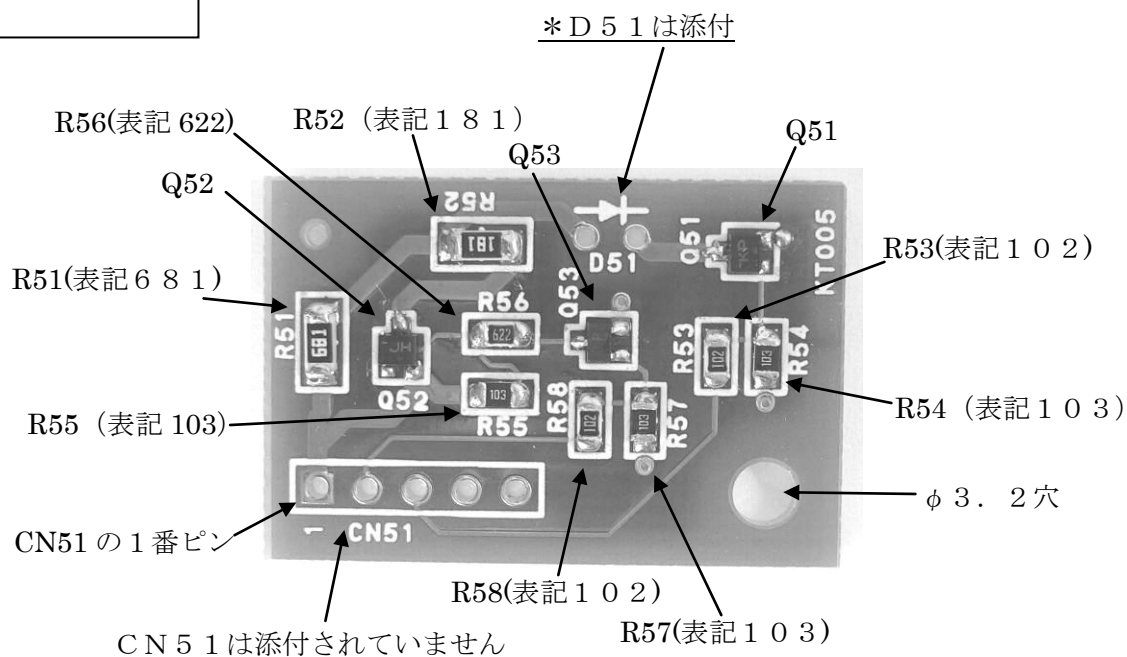 ＊Ｄ５１は添付
R56(表記 622)
R52（表記１８１）
Q53
Q51
Q52
R53(表記１０２)
R51(表記６８１)
R54（表記１０３）
R55（表記 103)
φ３．２穴
CN51 の１番ピン
R58(表記１０２)
R57(表記１０３)
ＣＮ５１は添付されていません
R52
181
D51
Q51
KP
NT005
R51
681
JH
Q52
R56
622
Q53
R53
102
103
R54
103
R55
R58
102
103
R57
1
CN51